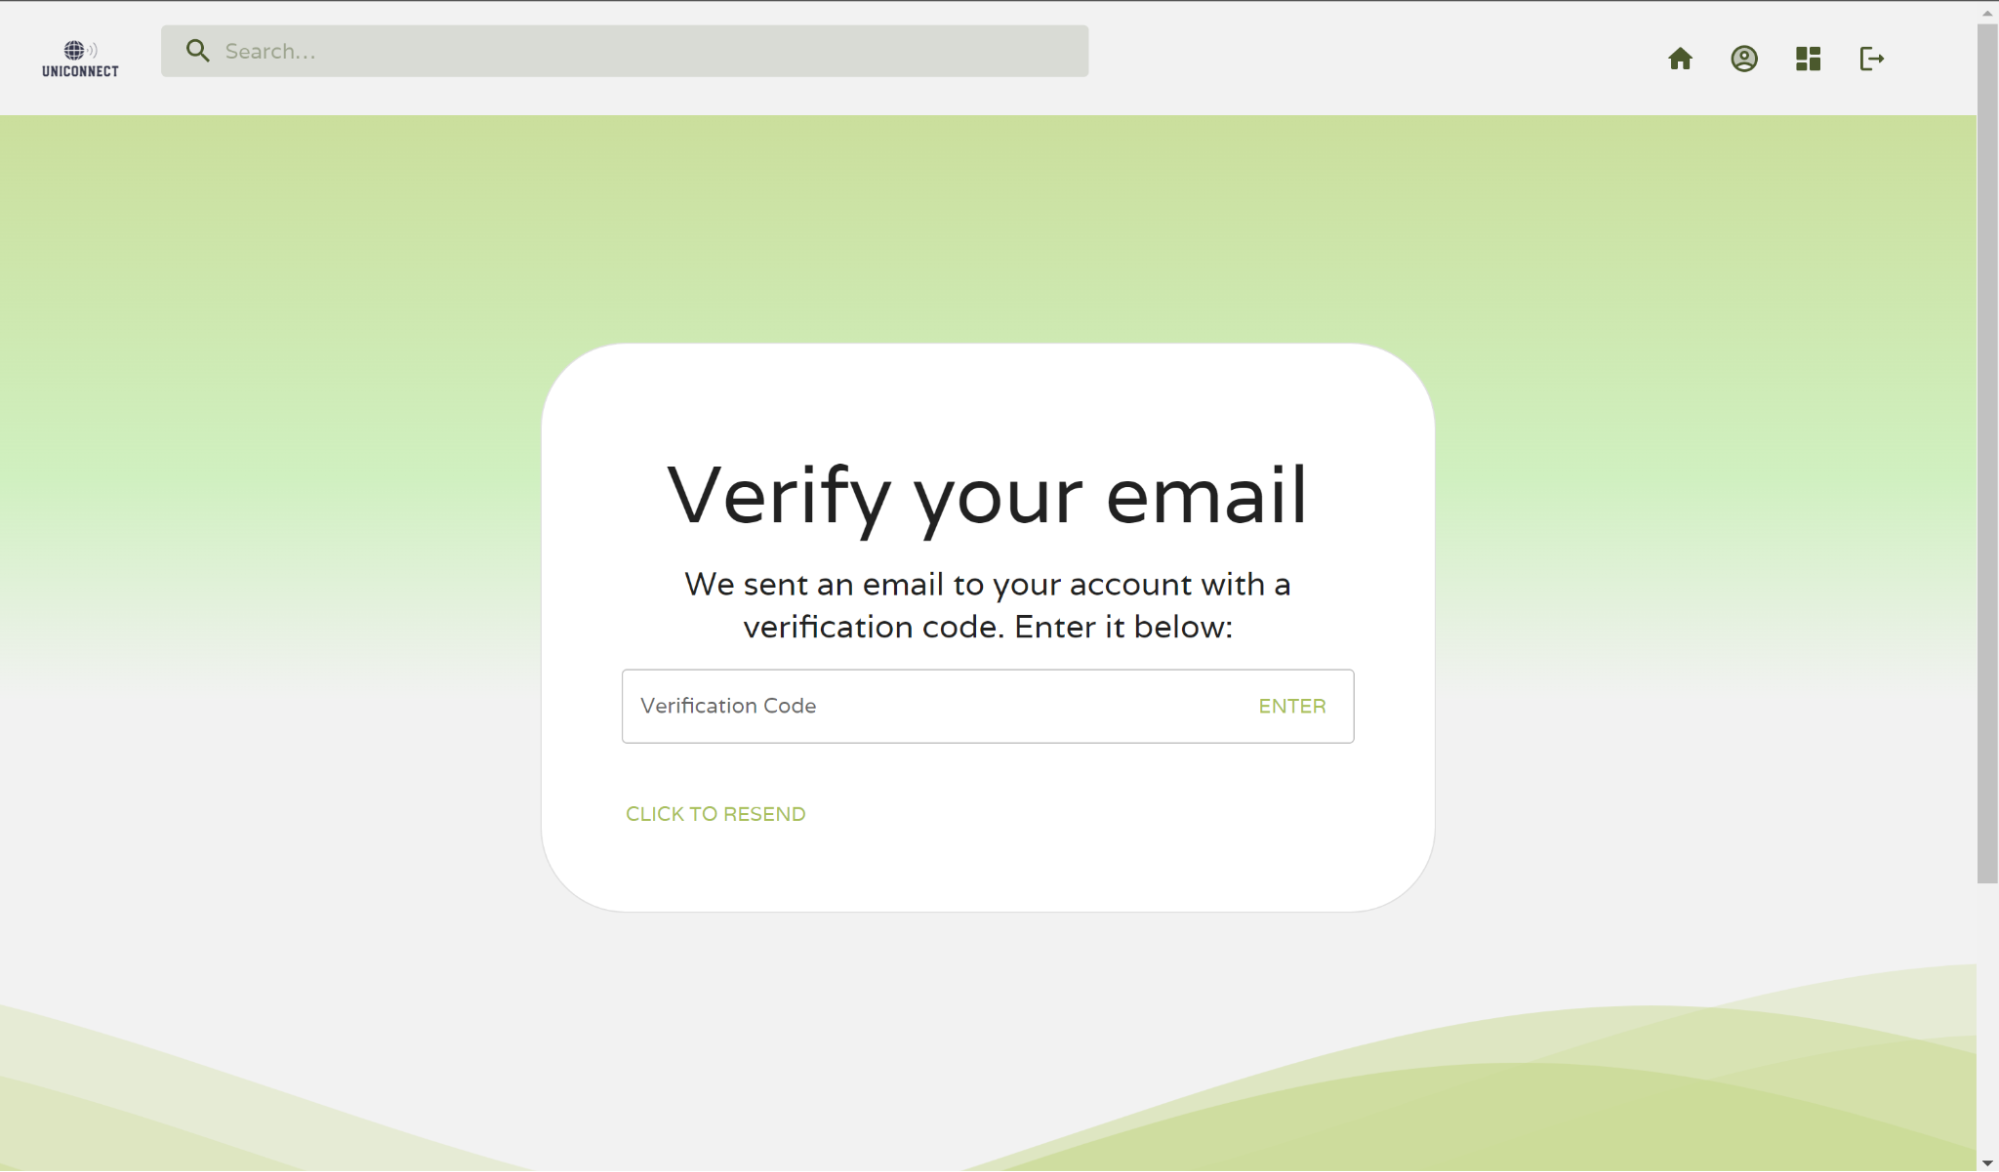 UNICONNECT
Search...
Verify your email
We sent an email to your account with a
verification code. Enter it below:
Verification Code
ENTER
CLICK TO RESEND